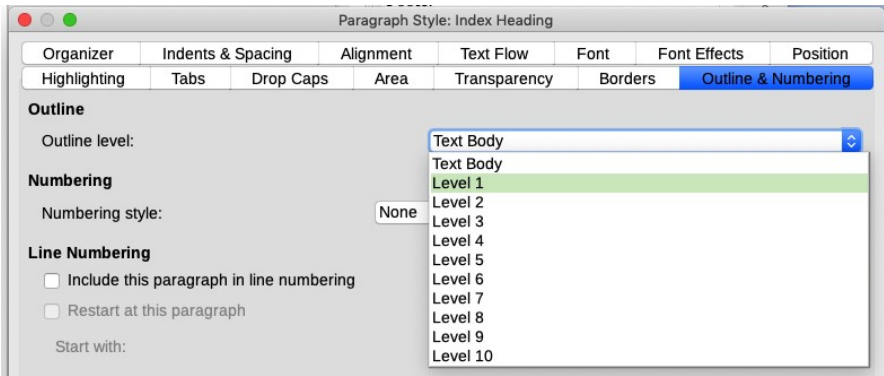 Paragraph Style: Index Heading
Organizer Indents & Spacing Alignment Text Flow Font Font Effects Position
Highlighting Tabs Drop Caps Area Transparency Borders Outline & Numbering
Outline
Outline level: Text Body
Text Body
Numbering
Level 1
Level 2
Numbering style: None
Level 3
Level 4
Line Numbering
Level 5
Include this paragraph in line numbering
Level 6
Level 7
Restart at this paragraph
Level 8
Start with:
Level 9
Level 10